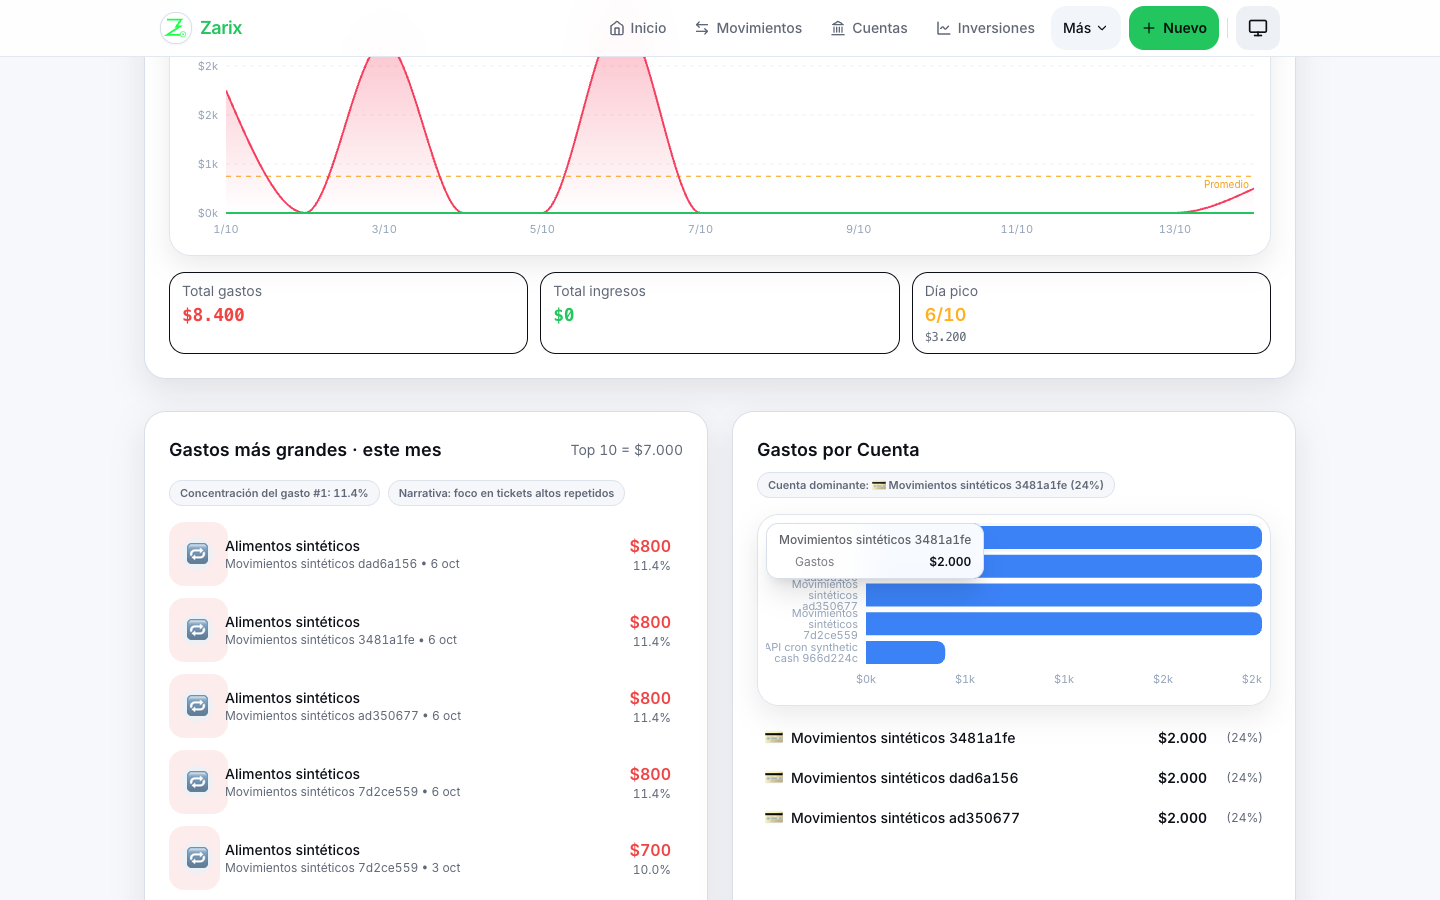 Zarix
Inicio
Movimientos
Cuentas
Inversiones
Más
Nuevo
$2k
$2k
$1k
$0k
Promedio
1/10
3/10
5/10
7/10
9/10
11/10
13/10
Total gastos
$8.400
Total ingresos
$0
Día pico
6/10
$3.200
Gastos más grandes · este mes
Top 10 = $7.000
Concentración del gasto #1: 11.4%
Narrativa: foco en tickets altos repetidos
Alimentos sintéticos
$800
Movimientos sintéticos dad6a156 • 6 oct
11.4%
Alimentos sintéticos
$800
Movimientos sintéticos 3481a1fe • 6 oct
11.4%
Alimentos sintéticos
$800
Movimientos sintéticos ad350677 • 6 oct
11.4%
Alimentos sintéticos
$800
Movimientos sintéticos 7d2ce559 • 6 oct
11.4%
Alimentos sintéticos
$700
Movimientos sintéticos 7d2ce559 • 3 oct
10.0%
Gastos por Cuenta
Cuenta dominante: 💳 Movimientos sintéticos 3481a1fe (24%)
Movimientos sintéticos 3481a1fe
Gastos
$2.000
Movimientos
sintéticos
ad350677
Movimientos
sintéticos
7d2ce559
API cron synthetic
cash 966d224c
$0k
$1k
$1k
$2k
$2k
Movimientos sintéticos 3481a1fe
$2.000
(24%)
Movimientos sintéticos dad6a156
$2.000
(24%)
Movimientos sintéticos ad350677
$2.000
(24%)